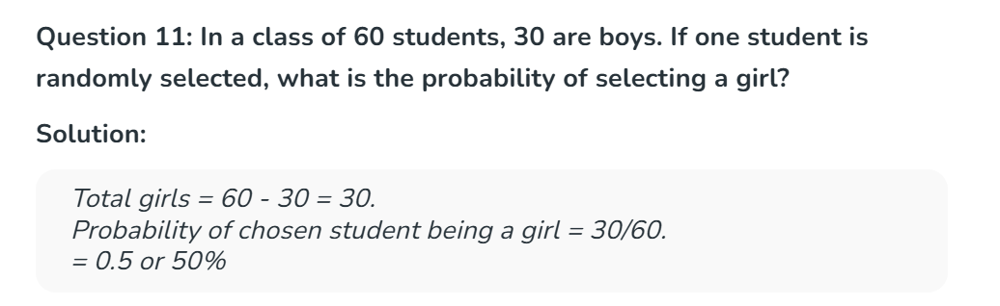 Question 11: In a class of 60 students, 30 are boys. If one student is
randomly selected, what is the probability of selecting a girl?
Solution:
Total girls = 60 - 30 = 30.
Probability of chosen student being a girl = 30/60.
= 0.5 or 50%